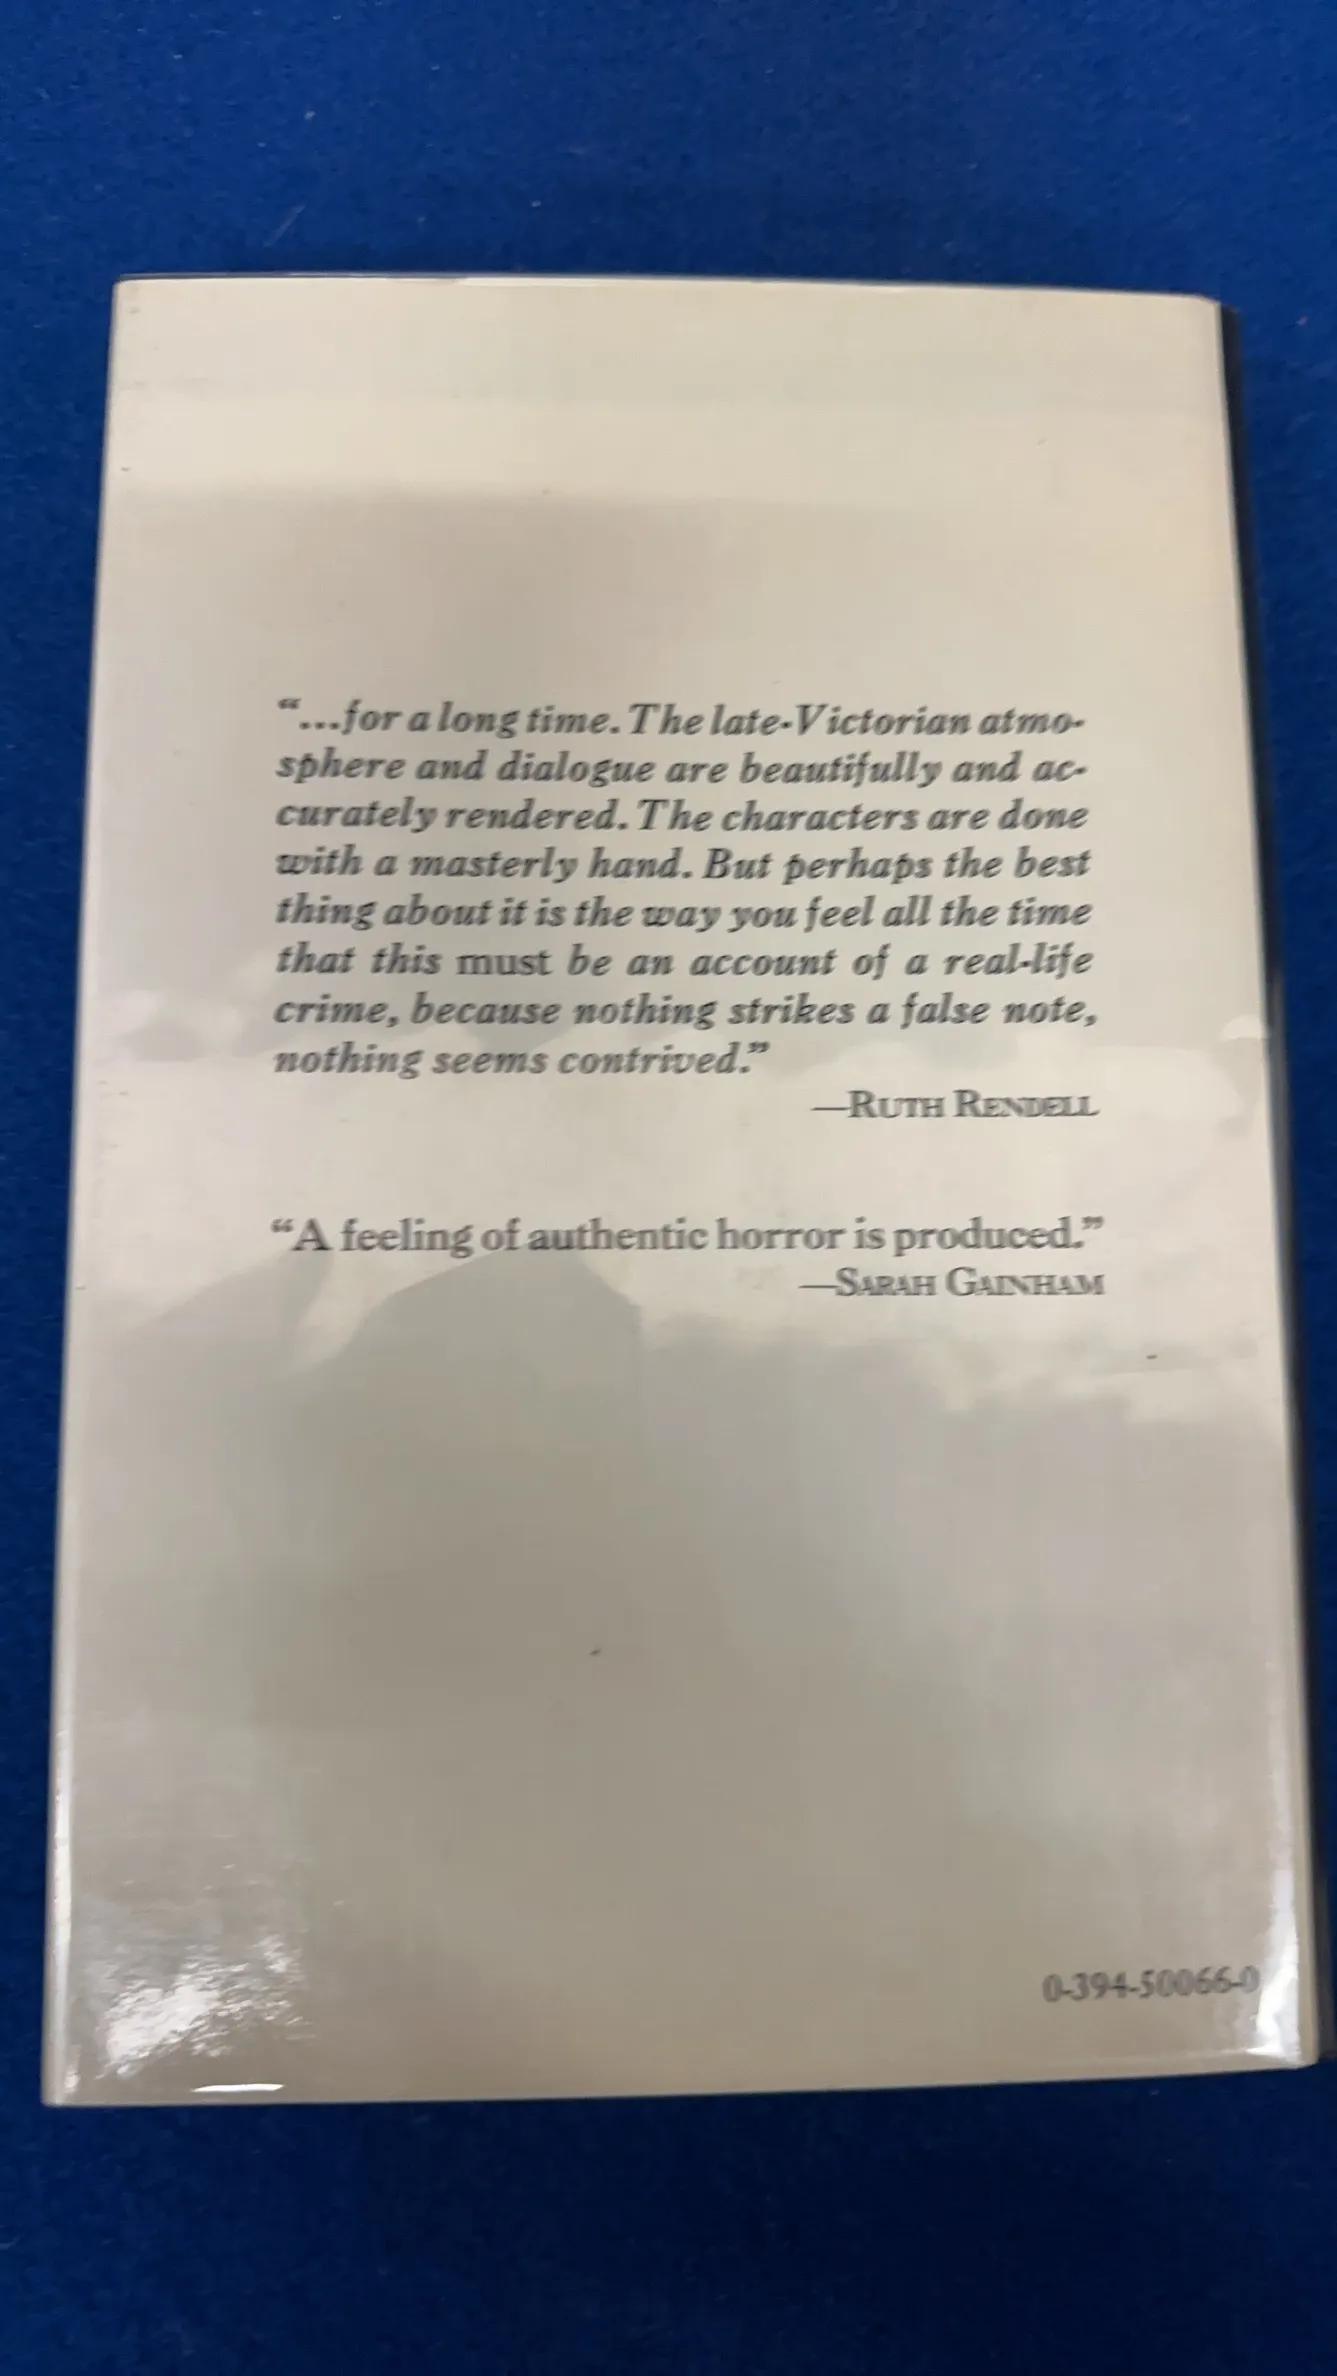 “...for a long time. The late-Victorian atmo-
sphere and dialogue are beautifully and ac-
curately rendered. The characters are done
with a masterly hand. But perhaps the best
thing about it is the way you feel all the time
that this must be an account of a real-life
crime, because nothing strikes a false note,
nothing seems contrived.”
—RUTH RENDELL
“A feeling of authentic horror is produced.”
—SARAH GAINHAM
0-394-50066-0